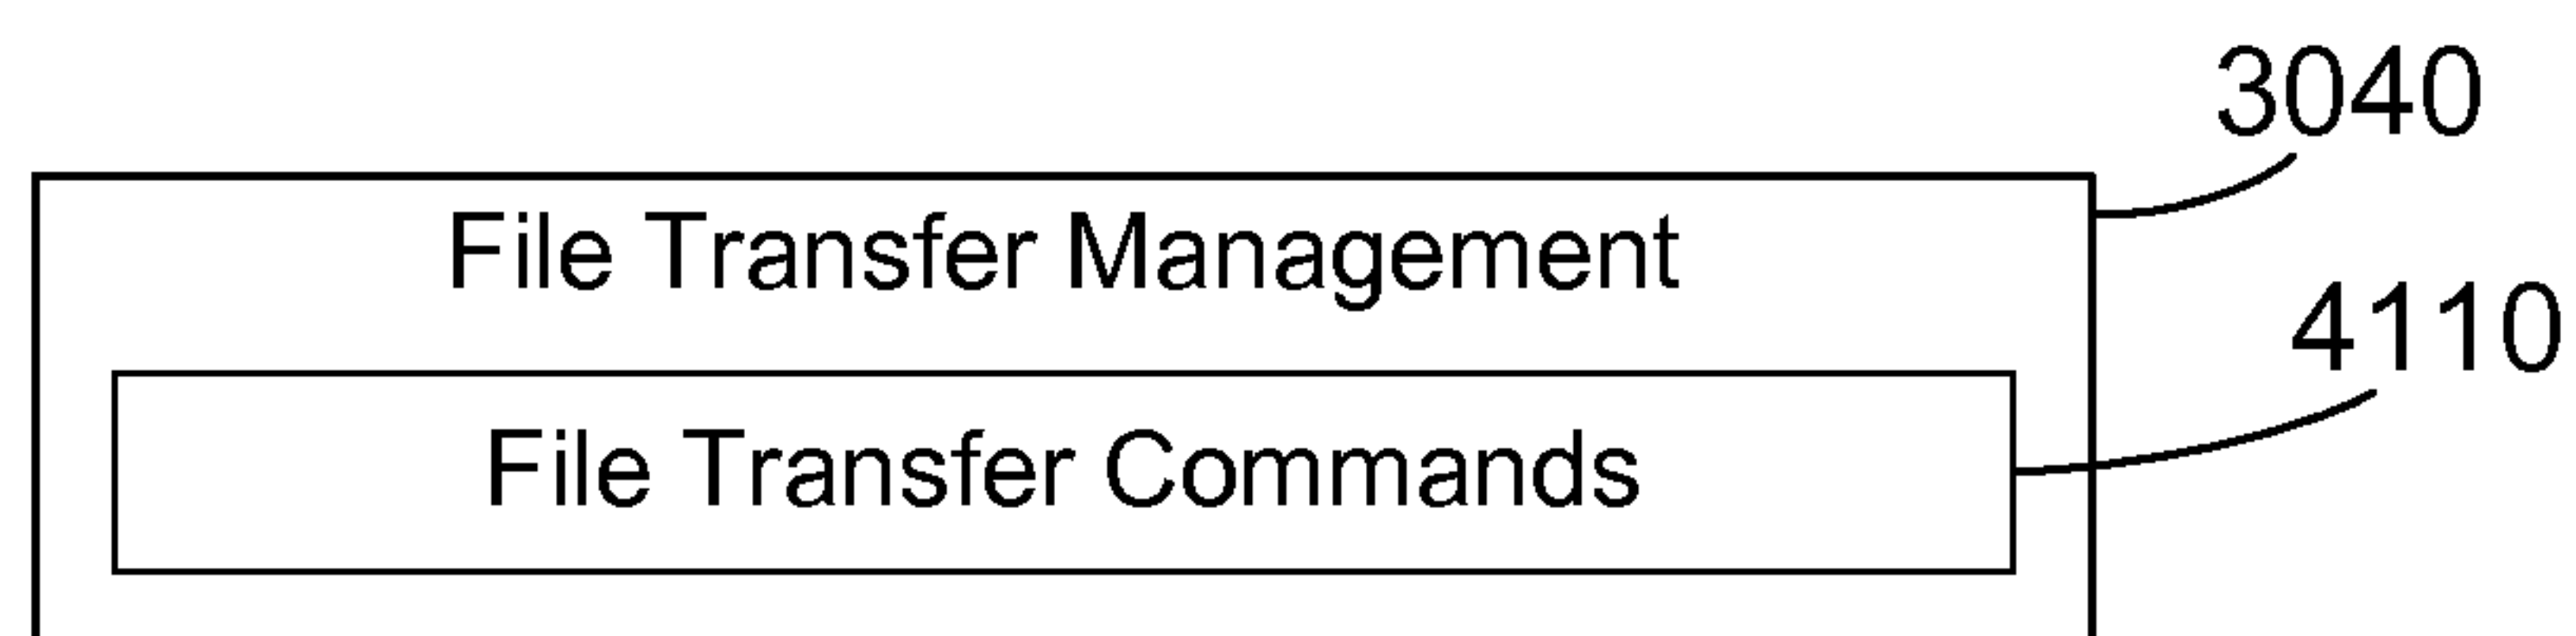 3040
File Transfer Management
4110
File Transfer Commands